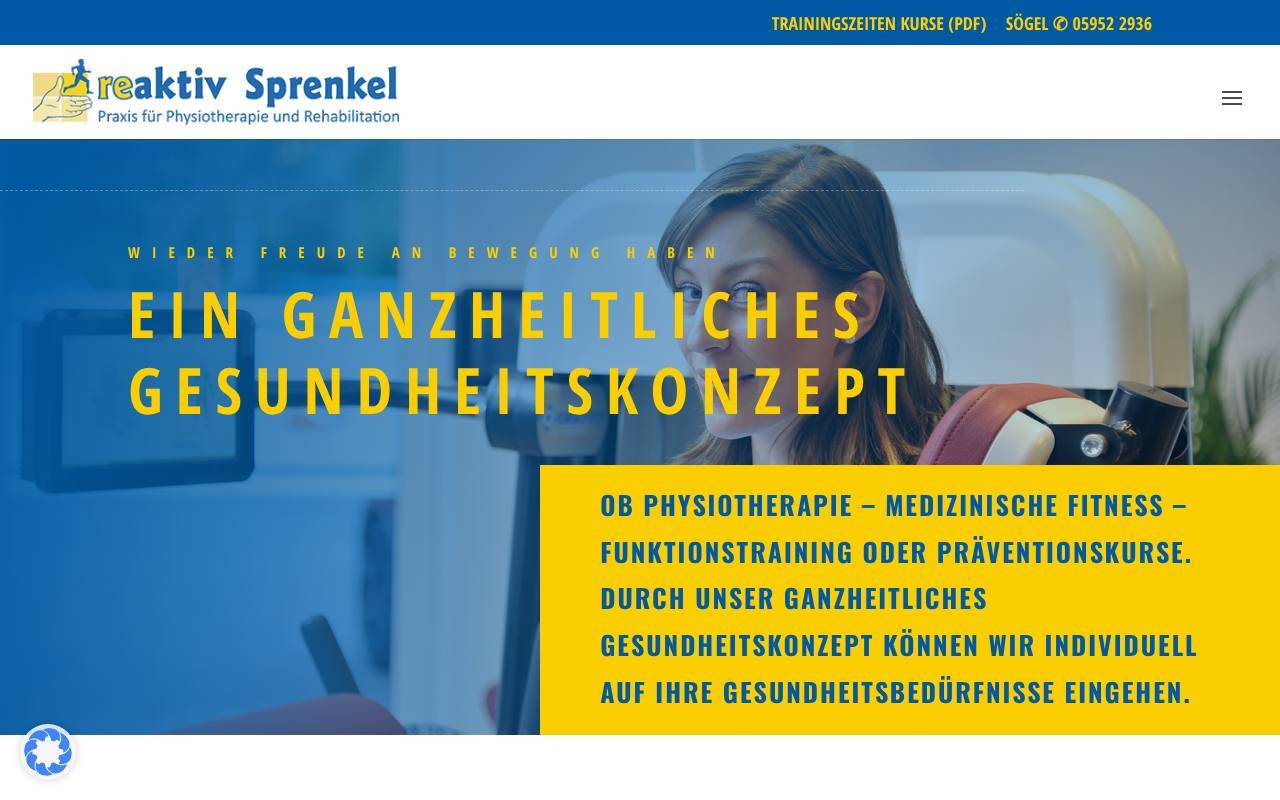 TRAININGSZEITEN KURSE (PDF) SÖGEL ✆ 05952 2936
reaktiv Sprenkel
Praxis für Physiotherapie und Rehabilitation
WIEDER FREUDE AN BEWEGUNG HABEN
EIN GANZHEITLICHES
GESUNDHEITSKONZEPT
OB PHYSIOTHERAPIE – MEDIZINISCHE FITNESS –
FUNKTIONSTRAINING ODER PRÄVENTIONSKURSE.
DURCH UNSER GANZHEITLICHES
GESUNDHEITSKONZEPT KÖNNEN WIR INDIVIDUELL
AUF IHRE GESUNDHEITSBEDÜRFNISSE EINGEHEN.